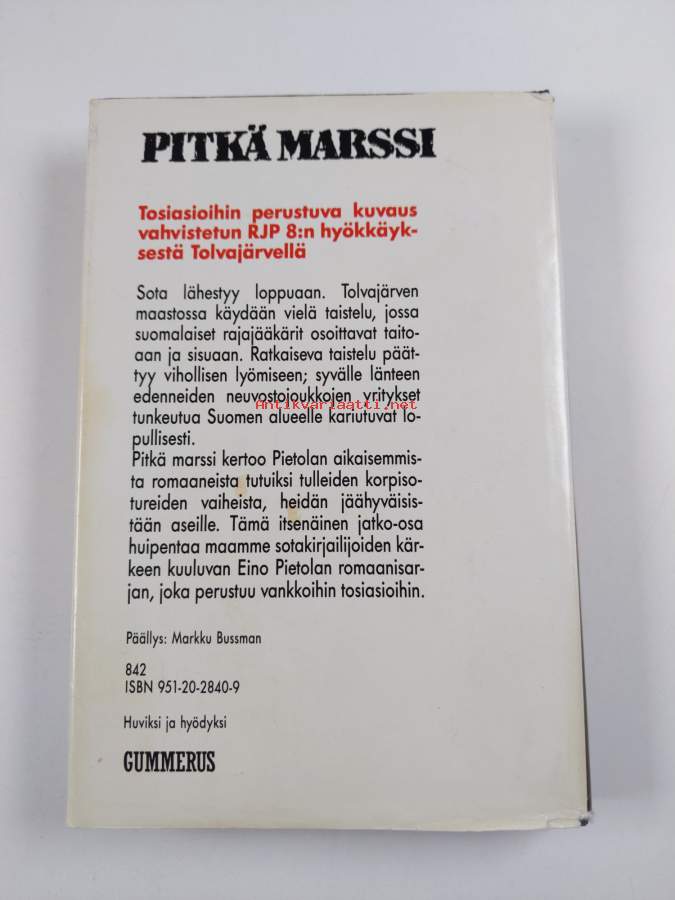 PITKÄ MARSSI
Tosiasioihin perustuva kuvaus
vahvistetun RJP 8:n hyökkäyk-
sestä Tolvajärvellä
Sota lähestyy loppuaan. Tolvajärven
maastossa käydään vielä taistelu, jossa
suomalaiset rajajääkärit osoittavat taito-
aan ja sisuaan. Ratkaiseva taistelu päät-
tyy vihollisen lyömiseen; syvälle länteen
edenneiden neuvostojoukkojen yritykset
Antikvariaatti.net
tunkeutua Suomen alueelle kariutuvat lo-
pullisesti.
Pitkä marssi kertoo Pietolan aikaisemmis-
ta romaaneista tutuiksi tulleiden korpiso-
tureiden vaiheista, heidän jäähyväisis-
tään aseille. Tämä itsenäinen jatko-osa
huipentaa maamme sotakirjailijoiden kär-
keen kuuluvan Eino Pietolan romaanisar-
jan, joka perustuu vankkoihin tosiasioihin.
Päällys: Markku Bussman
842
ISBN 951-20-2840-9
Huviksi ja hyödyksi
GUMMERUS